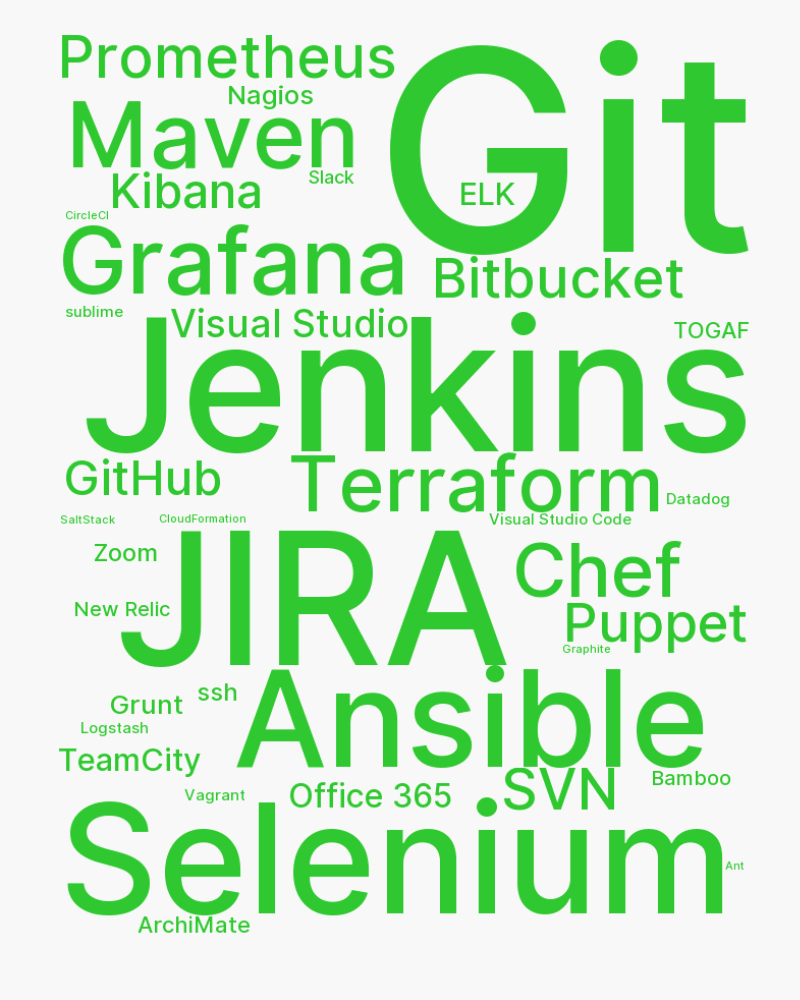 Prometheus
Git
Nagios
Maven
Slack
Kibana
ELK
CircleCI
Grafana
Bitbucket
sublime
Visual Studio
TOGAF
Jenkins
GitHub
Terraform
Datadog
SaltStack
CloudFormation
Visual Studio Code
JIRA
Zoom
Chef
New Relic
Puppet
Graphite
Ansible
ssh
Grunt
Logstash
TeamCity
SVN
Bamboo
Vagrant
Office 365
Selenium
Ant
ArchiMate